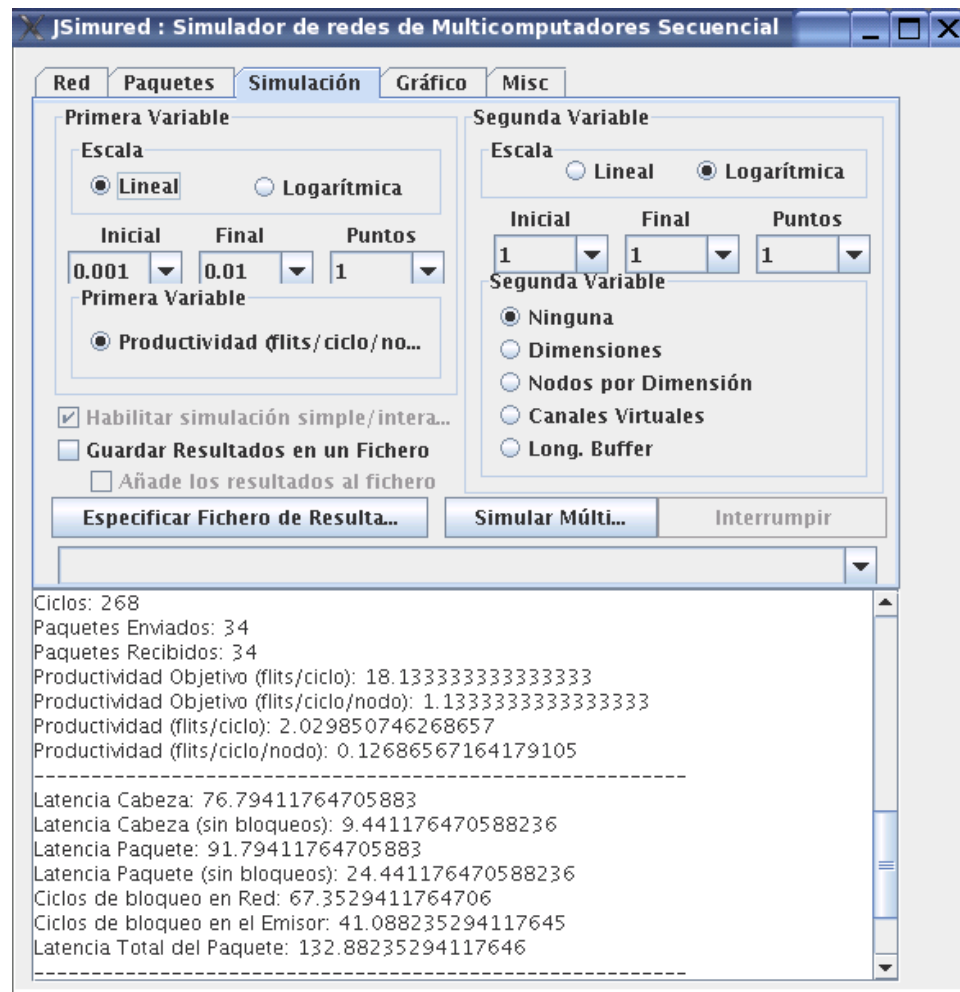 JSimured : Simulador de redes de Multicomputadores Secuencial
Red Paquetes Simulación Gráfico Misc
Primera Variable
Escala
Lineal Logarítmica
Inicial Final Puntos
0.001 0.01 1
Primera Variable
Productividad (flits/ciclo/no...
Habilitar simulación simple/intera...
Guardar Resultados en un Fichero
Añade los resultados al fichero
Segunda Variable
Escala
Lineal Logarítmica
Inicial Final Puntos
1 1 1
Segunda Variable
Ninguna
Dimensiones
Nodos por Dimensión
Canales Virtuales
Long. Buffer
Especificar Fichero de Resulta... Simular Múlti... Interrumpir
Ciclos: 268
Paquetes Enviados: 34
Paquetes Recibidos: 34
Productividad Objetivo (flits/ciclo): 18.133333333333333
Productividad Objetivo (flits/ciclo/nodo): 1.1333333333333333
Productividad (flits/ciclo): 2.029850746268657
Productividad (flits/ciclo/nodo): 0.12686567164179105
------------------------------------------------------
Latencia Cabeza: 76.79411764705883
Latencia Cabeza (sin bloqueos): 9.441176470588236
Latencia Paquete: 91.79411764705883
Latencia Paquete (sin bloqueos): 24.441176470588236
Ciclos de bloqueo en Red: 67.3529411764706
Ciclos de bloqueo en el Emisor: 41.088235294117645
Latencia Total del Paquete: 132.88235294117646
------------------------------------------------------